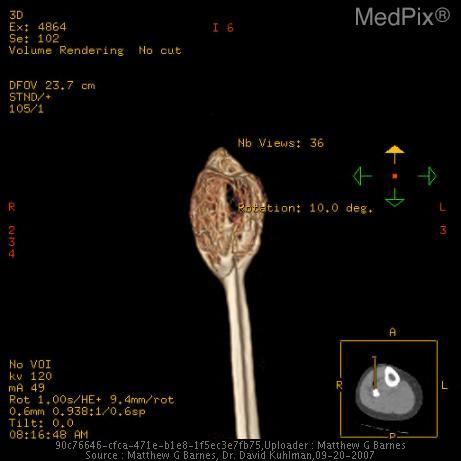 MedPix®
3D
Ex: 4864
Se: 102
Volume Rendering No cut
I 6
DFOV 23.7 cm
STND/+
105/1
Nb Views: 36
Rotation: 10.0 deg.
R
2
3
4
L
3
No VOI
kv 120
mA 49
Rot 1.00s/HE+ 9.4mm/rot
0.6mm 0.938:1/0.6sp
Tilt: 0.0
08:16:48 AM
A
R
L
P
90c76646-cfca-471e-b1e8-1f5ec3e7fb75,Uploader : Matthew G Barnes
Source : Matthew G Barnes, Dr. David Kuhlman,09-20-2007